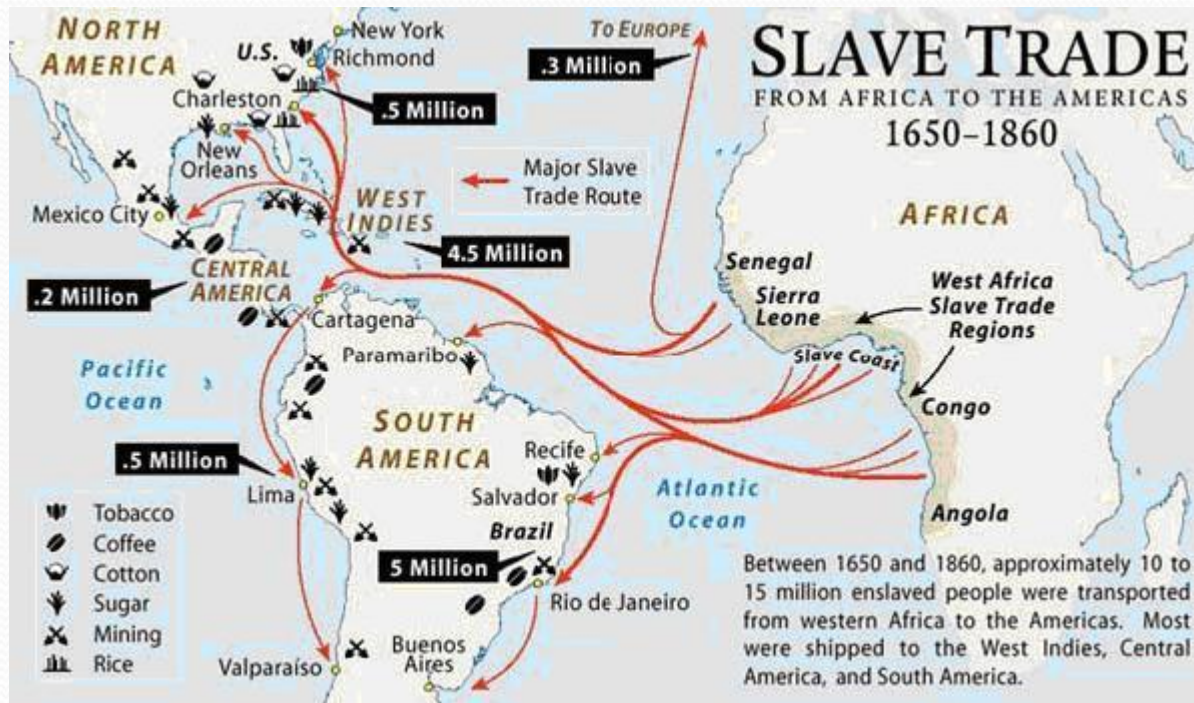 SLAVE TRADE
FROM AFRICA TO THE AMERICAS
1650–1860
NORTH
AMERICA
U.S.
New York
Richmond
Charleston
.5 Million
New
Orleans
Mexico City
WEST
INDIES
4.5 Million
CENTRAL
AMERICA
.2 Million
TO EUROPE
.3 Million
Major Slave
Trade Route
AFRICA
Senegal
Sierra
Leone
West Africa
Slave Trade
Regions
Slave Coast
Congo
Angola
Cartagena
Paramaribo
Pacific
Ocean
SOUTH
AMERICA
Recife
Salvador
Brazil
Atlantic
Ocean
.5 Million
Lima
5 Million
Rio de Janeiro
Buenos
Aires
Valparaíso
Tobacco
Coffee
Cotton
Sugar
Mining
Rice
Between 1650 and 1860, approximately 10 to
15 million enslaved people were transported
from western Africa to the Americas. Most
were shipped to the West Indies, Central
America, and South America.